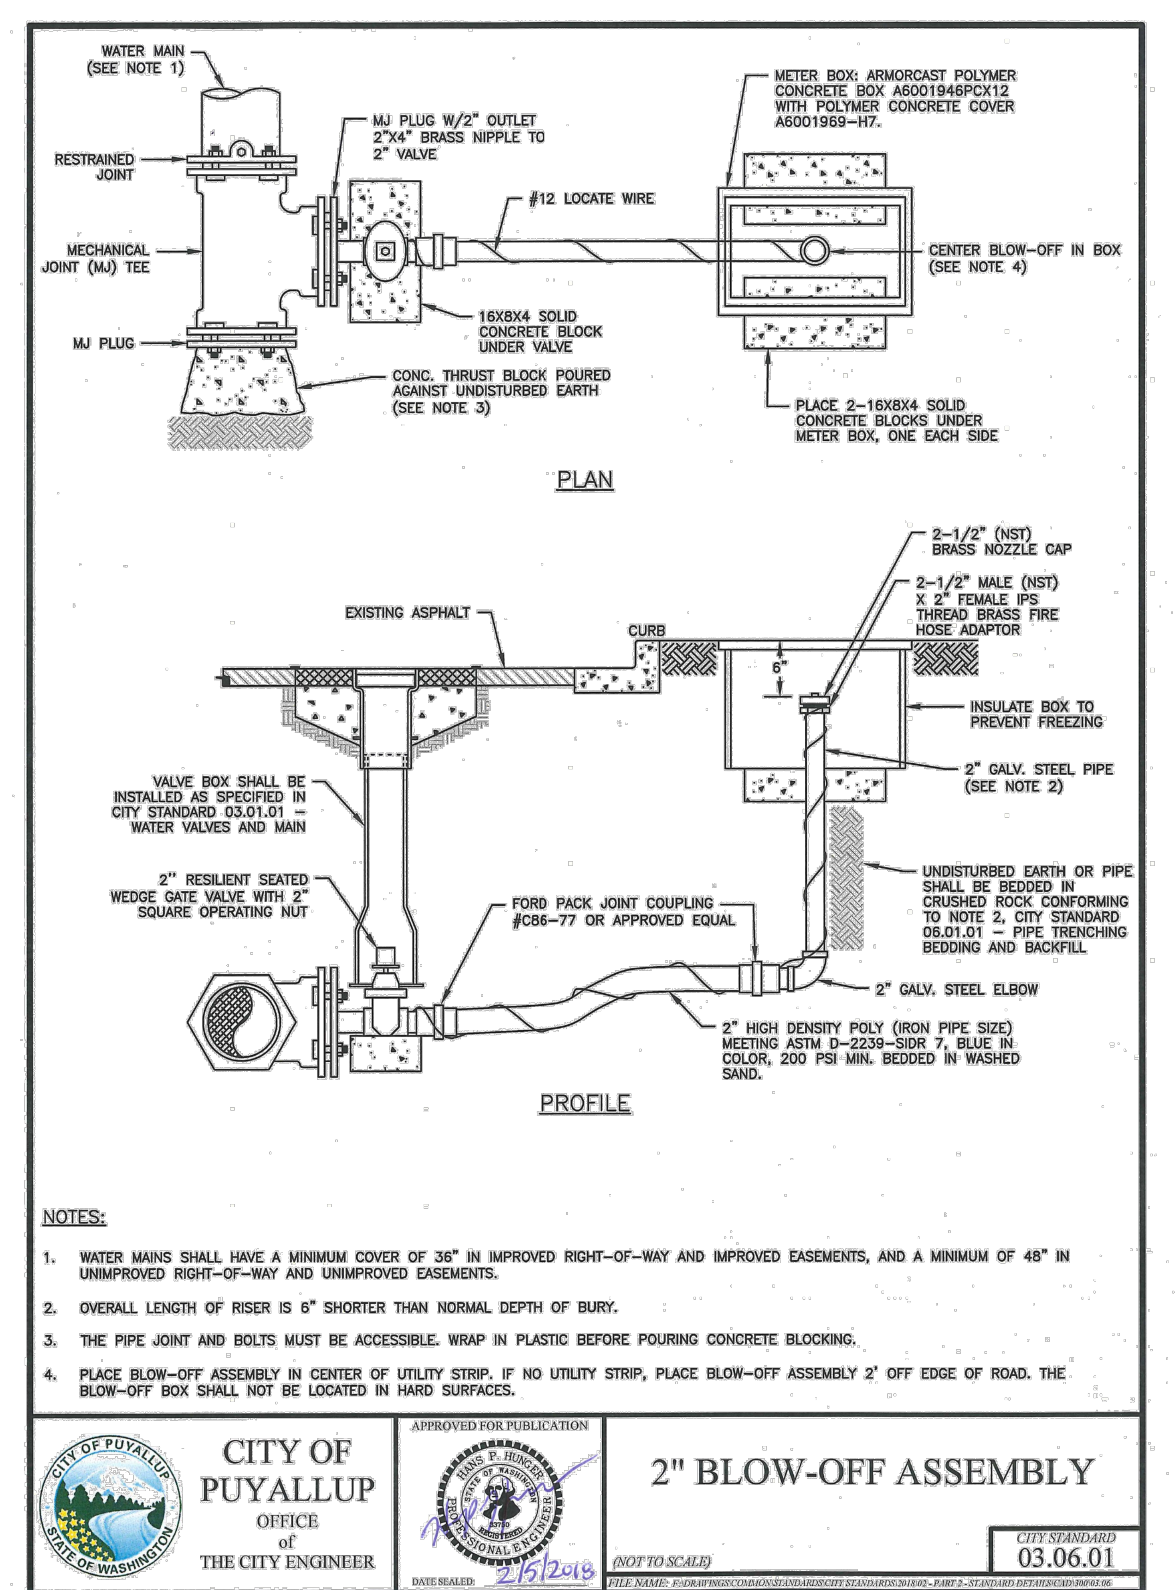 WATER MAIN
(SEE NOTE 1)
RESTRAINED
JOINT
MECHANICAL
JOINT (MJ) TEE
MJ PLUG
MJ PLUG W/2" OUTLET
2"X4" BRASS NIPPLE TO
2" VALVE
#12 LOCATE WIRE
METER BOX: ARMORCAST POLYMER
CONCRETE BOX A6001946PCX12
WITH POLYMER CONCRETE COVER
A6001969-H7.
CENTER BLOW-OFF IN BOX
(SEE NOTE 4)
16X8X4 SOLID
CONCRETE BLOCK
UNDER VALVE
CONC. THRUST BLOCK POURED
AGAINST UNDISTURBED EARTH
(SEE NOTE 3)
PLACE 2-16X8X4 SOLID
CONCRETE BLOCKS UNDER
METER BOX, ONE EACH SIDE
PLAN
2-1/2" (NST)
BRASS NOZZLE CAP
2-1/2" MALE (NST)
X 2" FEMALE IPS
THREAD BRASS FIRE
HOSE ADAPTOR
EXISTING ASPHALT
CURB
6"
INSULATE BOX TO
PREVENT FREEZING
2" GALV. STEEL PIPE
(SEE NOTE 2)
VALVE BOX SHALL BE
INSTALLED AS SPECIFIED IN
CITY STANDARD 03.01.01 -
WATER VALVES AND MAIN
2" RESILIENT SEATED
WEDGE GATE VALVE WITH 2"
SQUARE OPERATING NUT
FORD PACK JOINT COUPLING
#C86-77 OR APPROVED EQUAL
UNDISTURBED EARTH OR PIPE
SHALL BE BEDDED IN
CRUSHED ROCK CONFORMING
TO NOTE 2, CITY STANDARD
06.01.01 - PIPE TRENCHING
BEDDING AND BACKFILL
2" GALV. STEEL ELBOW
2" HIGH DENSITY POLY (IRON PIPE SIZE)
MEETING ASTM D-2239-SIDR 7, BLUE IN
COLOR, 200 PSI MIN. BEDDED IN WASHED
SAND.
PROFILE
NOTES:
1. WATER MAINS SHALL HAVE A MINIMUM COVER OF 36" IN IMPROVED RIGHT-OF-WAY AND IMPROVED EASEMENTS, AND A MINIMUM OF 48" IN
UNIMPROVED RIGHT-OF-WAY AND UNIMPROVED EASEMENTS.
2. OVERALL LENGTH OF RISER IS 6" SHORTER THAN NORMAL DEPTH OF BURY.
3. THE PIPE JOINT AND BOLTS MUST BE ACCESSIBLE. WRAP IN PLASTIC BEFORE POURING CONCRETE BLOCKING.
4. PLACE BLOW-OFF ASSEMBLY IN CENTER OF UTILITY STRIP. IF NO UTILITY STRIP, PLACE BLOW-OFF ASSEMBLY 2' OFF EDGE OF ROAD. THE
BLOW-OFF BOX SHALL NOT BE LOCATED IN HARD SURFACES.
CITY OF PUYALLUP
STATE OF WASHINGTON
CITY OF
PUYALLUP
OFFICE
of
THE CITY ENGINEER
APPROVED FOR PUBLICATION
HANS P. HUNGER
STATE OF WASHINGTON
REGISTERED
PROFESSIONAL ENGINEER
DATE SEALED: 2/5/2018
2" BLOW-OFF ASSEMBLY
(NOT TO SCALE)
CITY STANDARD
03.06.01
FILE NAME: